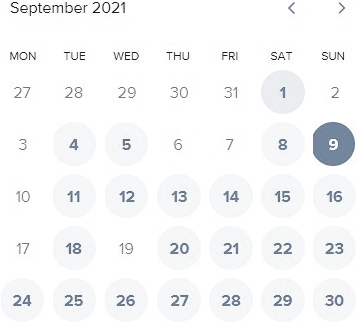 September 2021
MON TUE WED THU FRI SAT SUN
27 28 29 30 31 1 2
3 4 5 6 7 8 9
10 11 12 13 14 15 16
17 18 19 20 21 22 23
24 25 26 27 28 29 30